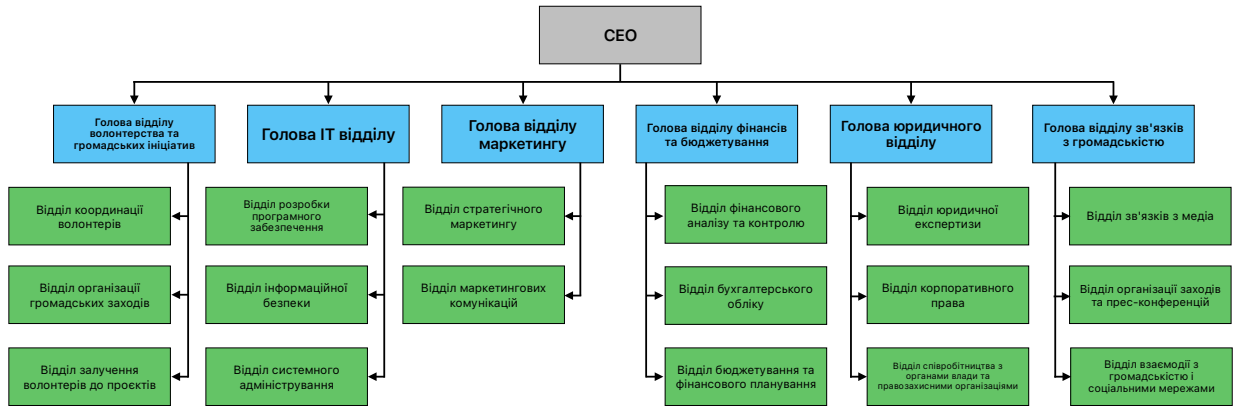 CEO
Голова відділу
волонтерства та
громадських ініціатив
Голова IT відділу
Голова відділу
маркетингу
Голова відділу фінансів
та бюджетування
Голова юридичного
відділу
Голова відділу зв'язків
з громадськістю
Відділ координації
волонтерів
Відділ розробки
програмного
забезпечення
Відділ стратегічного
маркетингу
Відділ фінансового
аналізу та контролю
Відділ юридичної
експертизи
Відділ зв'язків з медіа
Відділ організації
громадських заходів
Відділ інформаційної
безпеки
Відділ маркетингових
комунікацій
Відділ бухгалтерського
обліку
Відділ корпоративного
права
Відділ організації заходів
та прес-конференцій
Відділ залучення
волонтерів до проєктів
Відділ системного
адміністрування
Відділ бюджетування та
фінансового планування
Відділ співробітництва з
органами влади та
правозахисними організаціями
Відділ взаємодії з
громадськістю і
соціальними мережами